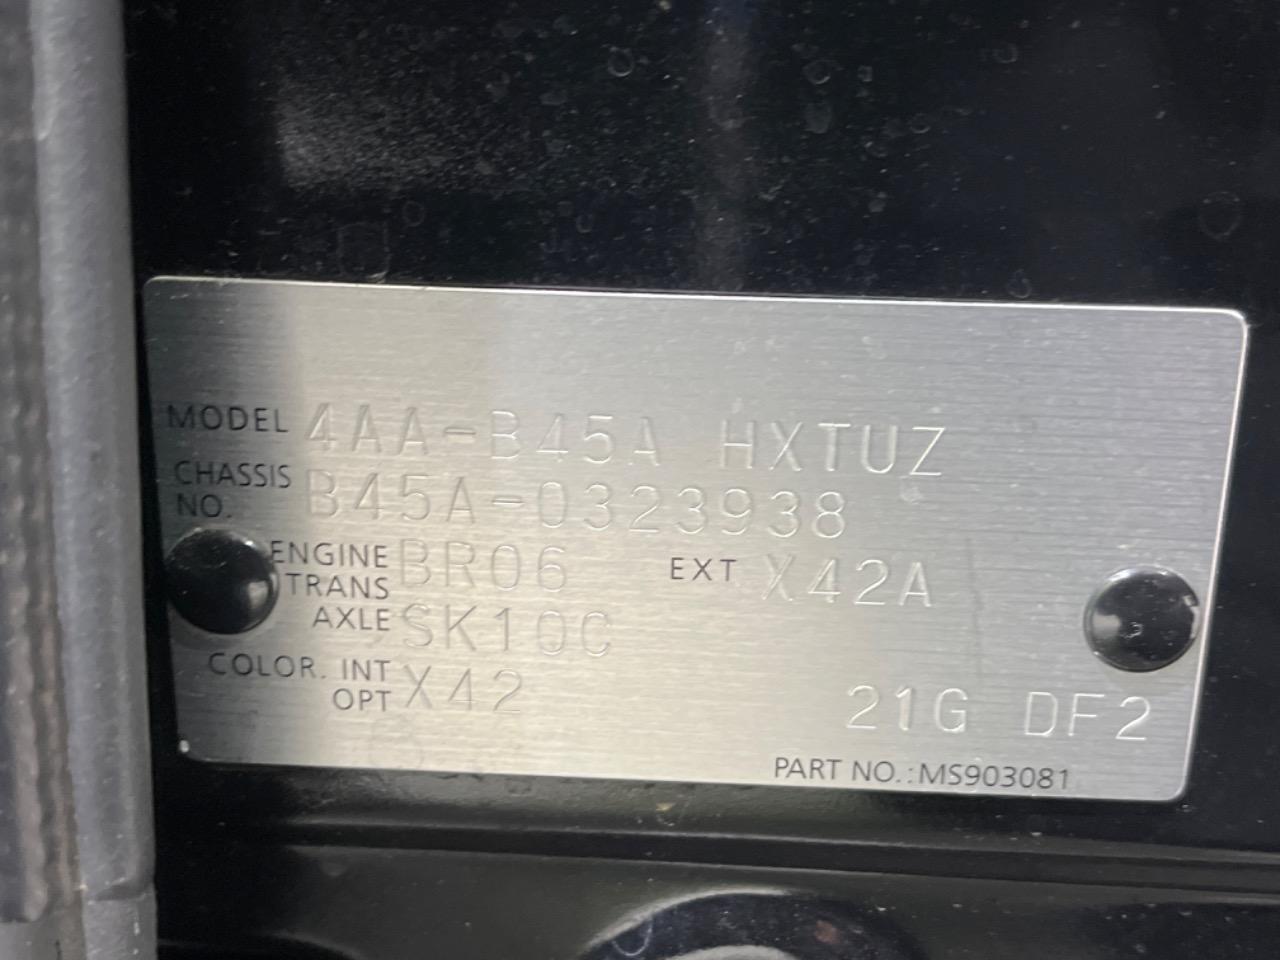 MODEL 4AA-B45A HXTUZ
CHASSIS NO. B45A-0323938
ENGINE BR06 EXT X42A
TRANS AXLE SK10C
COLOR. INT X42
OPT
21G DF2
PART NO.:MS903081